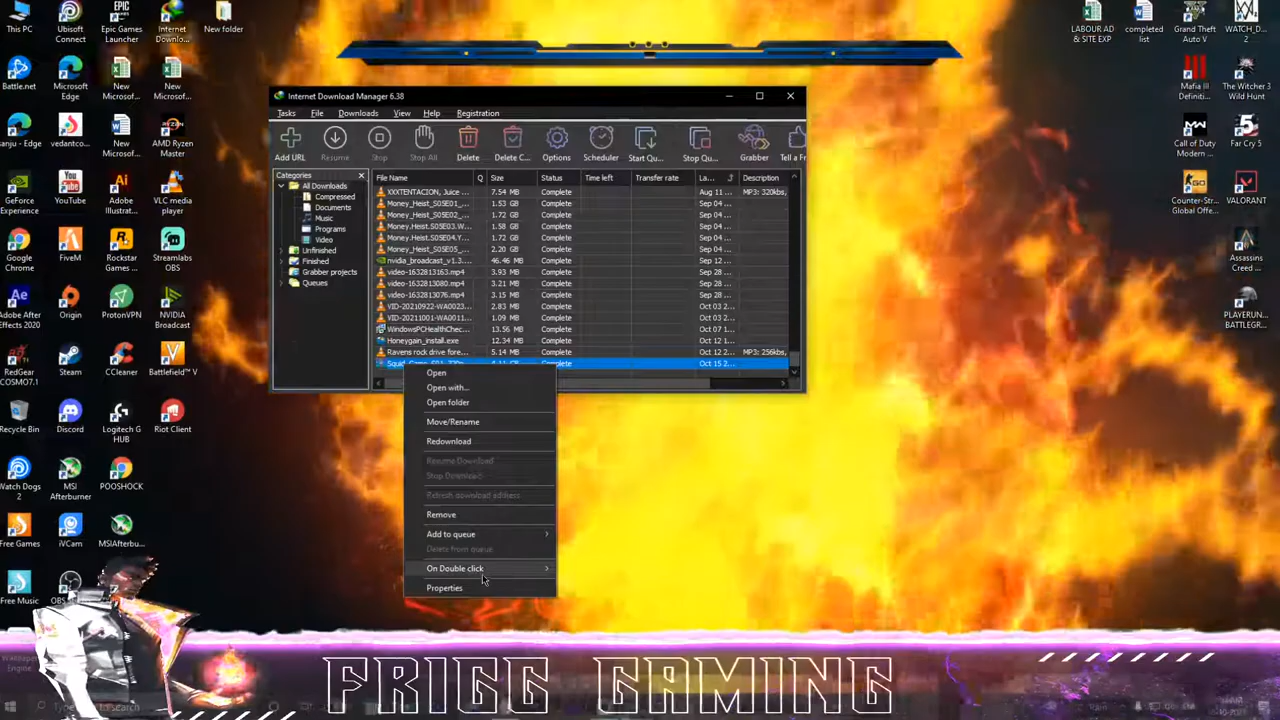 This PC
Ubisoft
Connect
Epic Games
Launcher
Internet
Downlo...
New folder
Battle.net
Microsoft
Edge
New
Microsof...
New
Microsof...
anju - Edge
vedantco...
New
Microsof...
AMD Ryzen
Master
GeForce
Experience
YouTube
Adobe
Illustrat...
VLC media
player
Google
Chrome
FiveM
Rockstar
Games ...
Streamlabs
OBS
Adobe After
Effects 2020
Origin
ProtonVPN
NVIDIA
Broadcast
RedGear
COSMO7.1
Steam
CCleaner
Battlefield™ V
Recycle Bin
Discord
Logitech G
HUB
Riot Client
Watch Dogs
2
MSI
Afterburner
POOSHOCK
Free Games
iVCam
MSIAfterbu...
Free Music
LABOUR AD
& SITE EXP
completed
list
Grand Theft
Auto V
WATCH_D...
2
Mafia III
Definiti...
The Witcher 3
Wild Hunt
Call of Duty
Modern ...
Far Cry 5
Counter-Str...
Global Offe...
VALORANT
Assassins
Creed ...
PLAYERUN...
BATTLEGR...
Internet Download Manager 6.38
Tasks File Downloads View Help Registration
Add URL Resume Stop Stop All Delete Delete C... Options Scheduler Start Qu... Stop Qu... Grabber Tell a Fr
Categories
All Downloads
Compressed
Documents
Music
Programs
Video
Unfinished
Finished
Grabber projects
Queues
File Name Q Size Status Time left Transfer rate La... Description
XXXTENTACION, Juice ... 7.54 MB Complete Aug 11 ... MP3: 320kbs,
Money_Heist_S05E01_... 1.53 GB Complete Sep 04 ...
Money_Heist_S05E02_... 1.72 GB Complete Sep 04 ...
Money.Heist.S05E03.W... 1.58 GB Complete Sep 04 ...
Money.Heist.S05E04.Y... 1.72 GB Complete Sep 04 ...
Money_Heist_S05E05_... 2.20 GB Complete Sep 04 ...
nvidia_broadcast_v1.3.... 46.46 MB Complete Sep 12 ...
video-1632813163.mp4 3.93 MB Complete Sep 28 ...
video-1632813080.mp4 3.21 MB Complete Sep 28 ...
video-1632813076.mp4 3.15 MB Complete Sep 28 ...
VID-20210922-WA0023... 2.83 MB Complete Oct 03 ...
VID-20211001-WA0011... 1.09 MB Complete Oct 03 ...
WindowsPCHealthChec... 13.56 MB Complete Oct 07 1...
Honeygain_install.exe 12.34 MB Complete Oct 12 1...
Ravens rock drive fore... 5.14 MB Complete Oct 12 2... MP3: 256kbs,
Complete Oct 15 2...
Open
Open with...
Open folder
Move/Rename
Redownload
Resume Download
Stop Download
Refresh download address
Remove
Add to queue
Delete from queue
On Double click
Properties
FRIGG GAMING